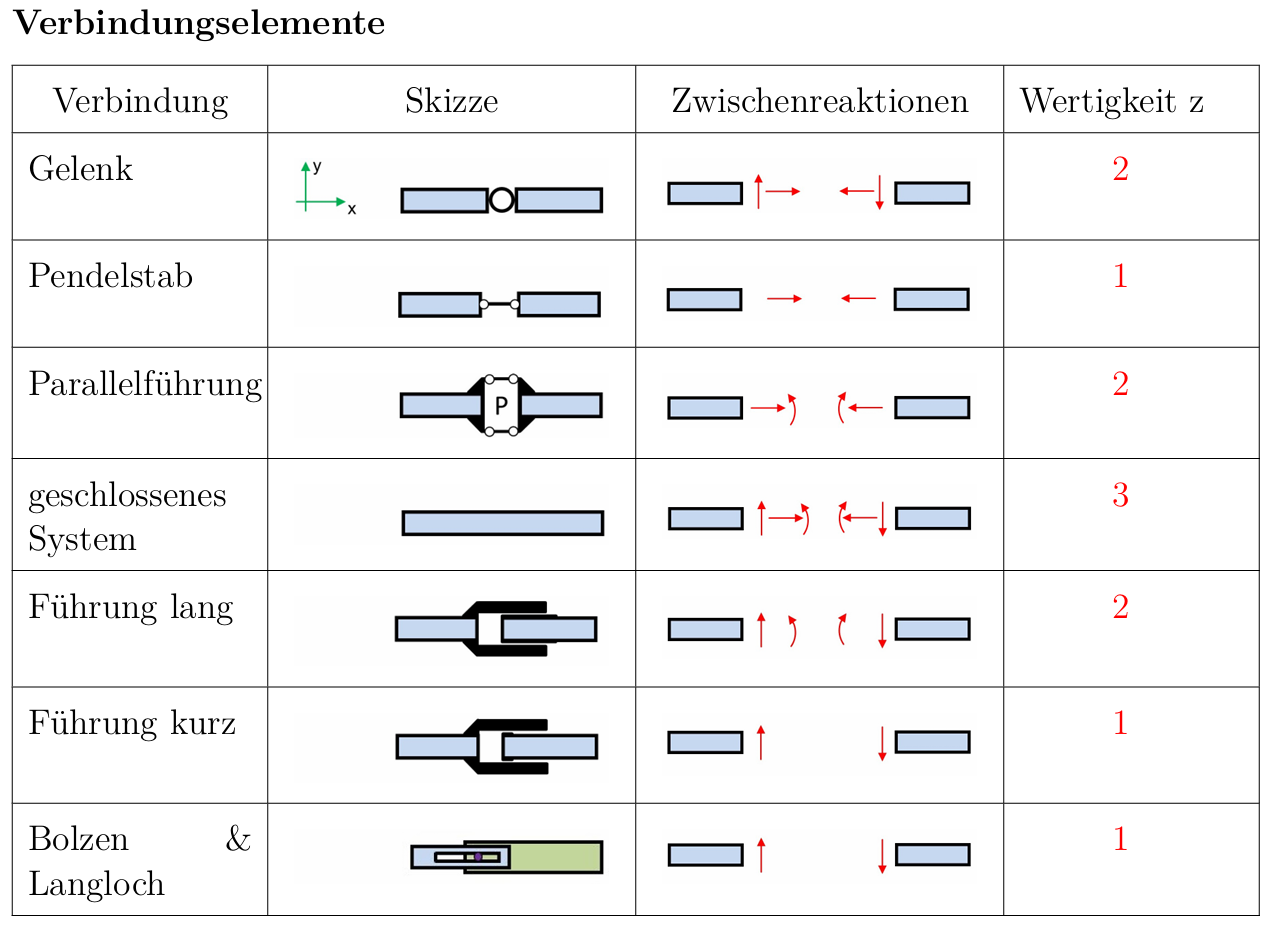 Verbindungselemente
Verbindung Skizze Zwischenreaktionen Wertigkeit z
Gelenk y x 2
Pendelstab 1
Parallelführung P 2
geschlossenes 3
System
Führung lang 2
Führung kurz 1
Bolzen & 1
Langloch